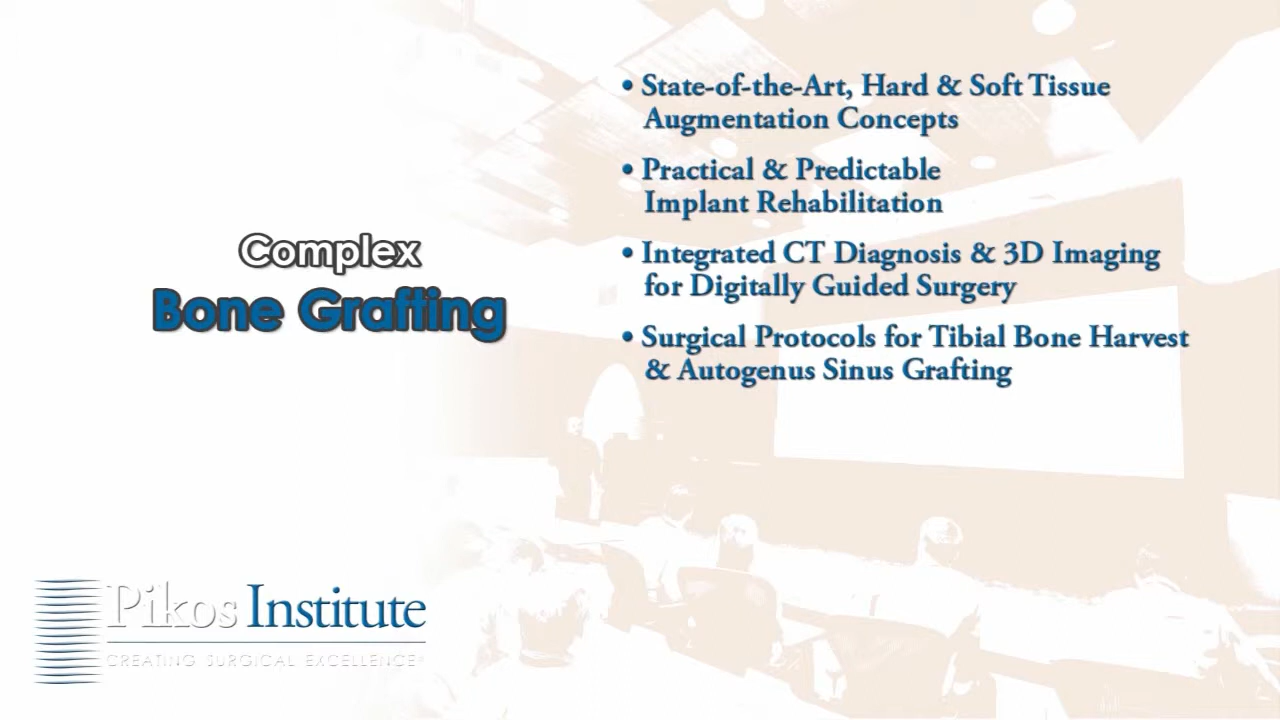 Complex
Bone Grafting
• State-of-the-Art, Hard & Soft Tissue
Augmentation Concepts
• Practical & Predictable
Implant Rehabilitation
• Integrated CT Diagnosis & 3D Imaging
for Digitally Guided Surgery
• Surgical Protocols for Tibial Bone Harvest
& Autogenus Sinus Grafting
Pikos Institute
CREATING SURGICAL EXCELLENCE